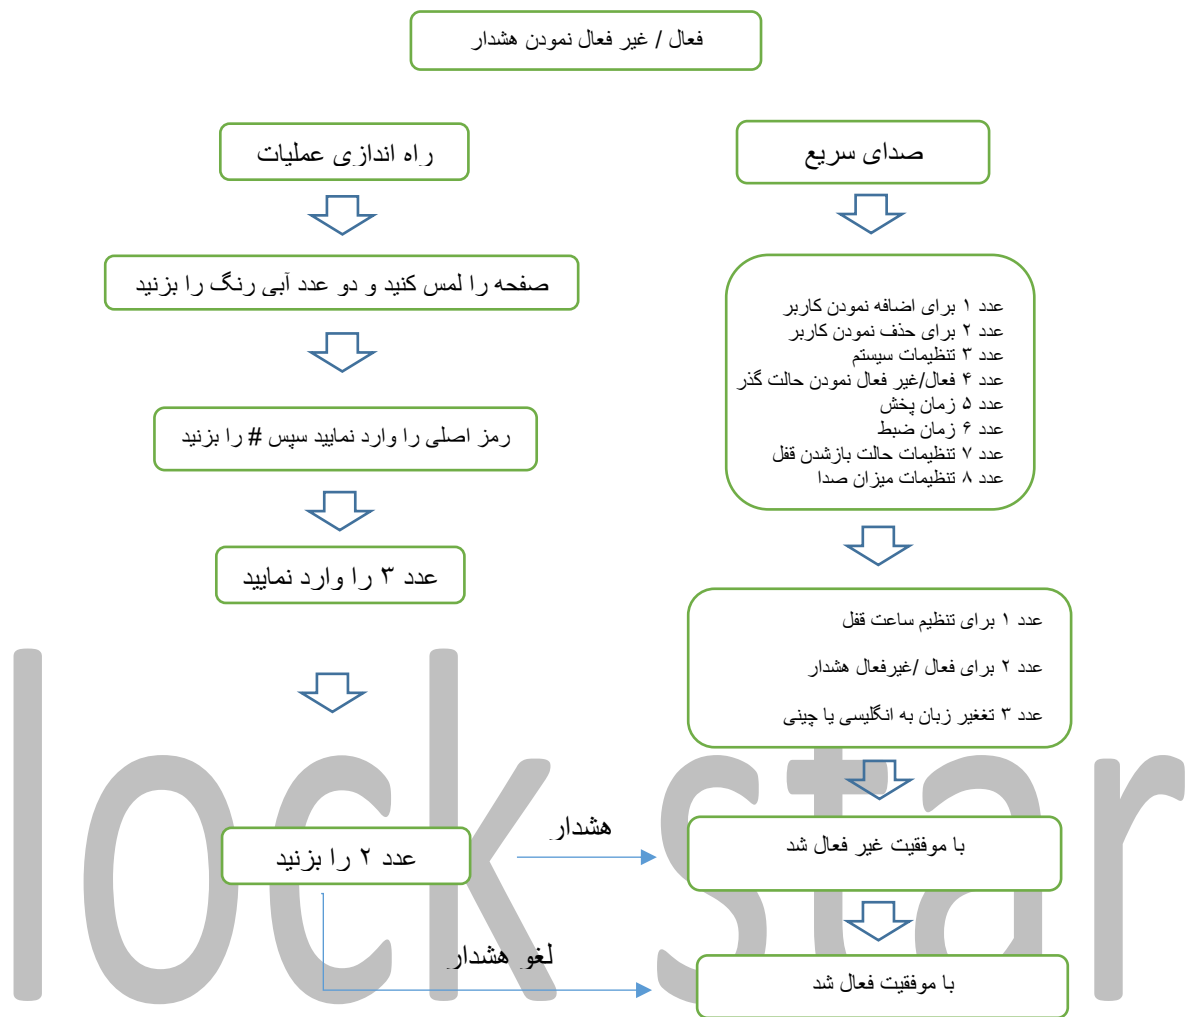 فعال / غیر فعال نمودن هشدار
صدای سریع
راه اندازی عملیات
صفحه را لمس کنید و دو عدد آبی رنگ را بزنید
عدد ۱ برای اضافه نمودن کاربر
عدد ۲ برای حذف نمودن کاربر
عدد ۳ تنظیمات سیستم
عدد ۴ فعال/غیر فعال نمودن حالت گذر
عدد ۵ زمان پخش
عدد ۶ زمان ضبط
عدد ۷ تنظیمات حالت بازشدن قفل
عدد ۸ تنظیمات میزان صدا
رمز اصلی را وارد نمایید سپس # را بزنید
عدد ۳ را وارد نمایید
عدد ۱ برای تنظیم ساعت قفل
عدد ۲ برای فعال /غیرفعال هشدار
عدد ۳ تغغیر زبان به انگلیسی یا چینی
عدد ۲ را بزنید
هشدار
با موفقیت غیر فعال شد
لغو هشدار
با موفقیت فعال شد
lock star